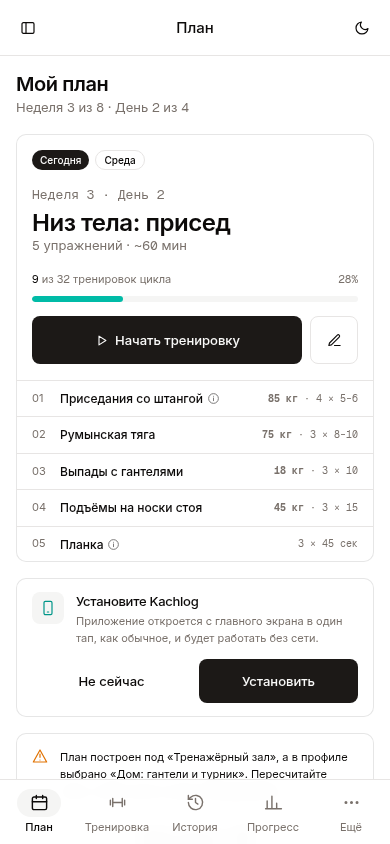 План
Мой план
Неделя 3 из 8 · День 2 из 4
Сегодня Среда
Неделя 3 · День 2
Низ тела: присед
5 упражнений · ~60 мин
9 из 32 тренировок цикла 28%
Начать тренировку
01 Приседания со штангой 85 кг · 4 × 5–6
02 Румынская тяга 75 кг · 3 × 8–10
03 Выпады с гантелями 18 кг · 3 × 10
04 Подъёмы на носки стоя 45 кг · 3 × 15
05 Планка 3 × 45 сек
Установите Kachlog
Приложение откроется с главного экрана в один
тап, как обычное, и будет работать без сети.
Не сейчас Установить
План построен под «Тренажёрный зал», а в профиле
выбрано «Дом: гантели и турник». Пересчитайте
План Тренировка История Прогресс Ещё